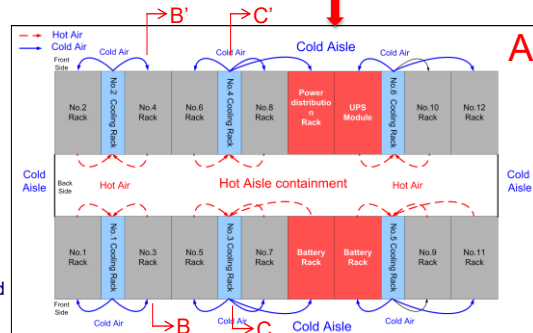 B'
C'
Hot Air
Cold Air
Cold Aisle
A
Front
Side
Cold Air
Cold Air
Cold Air
No.2
Rack
No.2 Cooling Rack
No.4
Rack
No.6
Rack
No.4 Cooling Rack
No.8
Rack
Power
distributio
n
Rack
UPS
Module
No.6 Cooling Rack
No.10
Rack
No.12
Rack
Cold
Aisle
Back
Side
Hot Air
Hot Aisle containment
Hot Air
Cold
Aisle
No.1
Rack
No.1 Cooling Rack
No.3
Rack
No.5
Rack
No.3 Cooling Rack
No.7
Rack
Battery
Rack
Battery
Rack
No.5 Cooling Rack
No.9
Rack
No.11
Rack
d
Front
Side
Cold Air
B
C
Cold Air
Cold Aisle
Cold Air